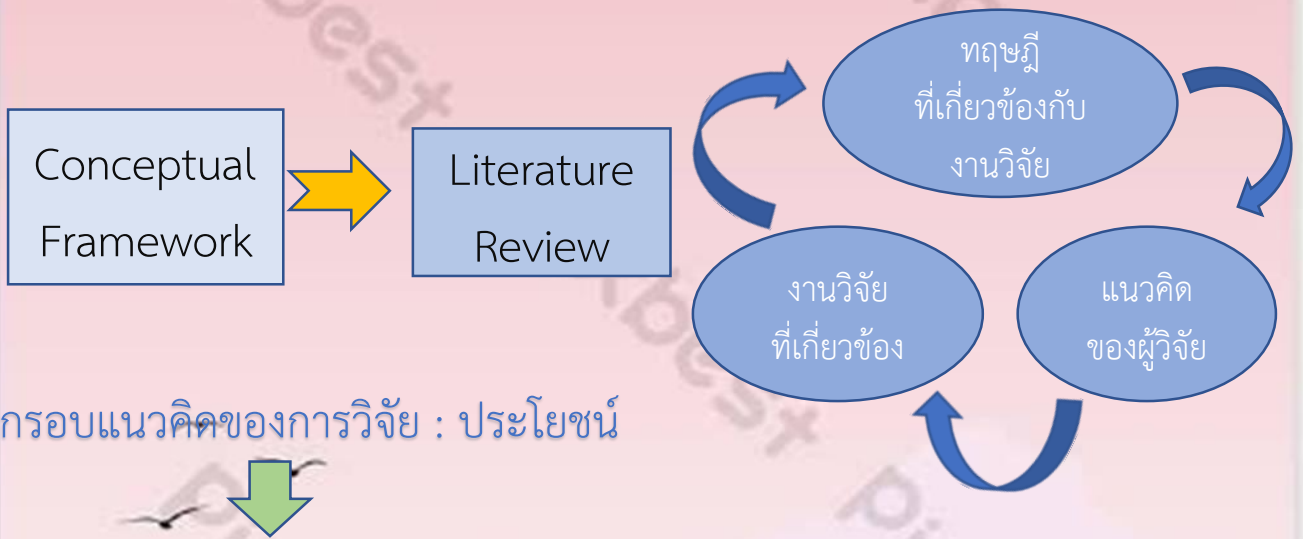 Conceptual
Framework
Literature
Review
ทฤษฎี
ที่เกี่ยวข้องกับ
งานวิจัย
งานวิจัย
ที่เกี่ยวข้อง
แนวคิด
ของผู้วิจัย
กรอบแนวคิดของการวิจัย : ประโยชน์